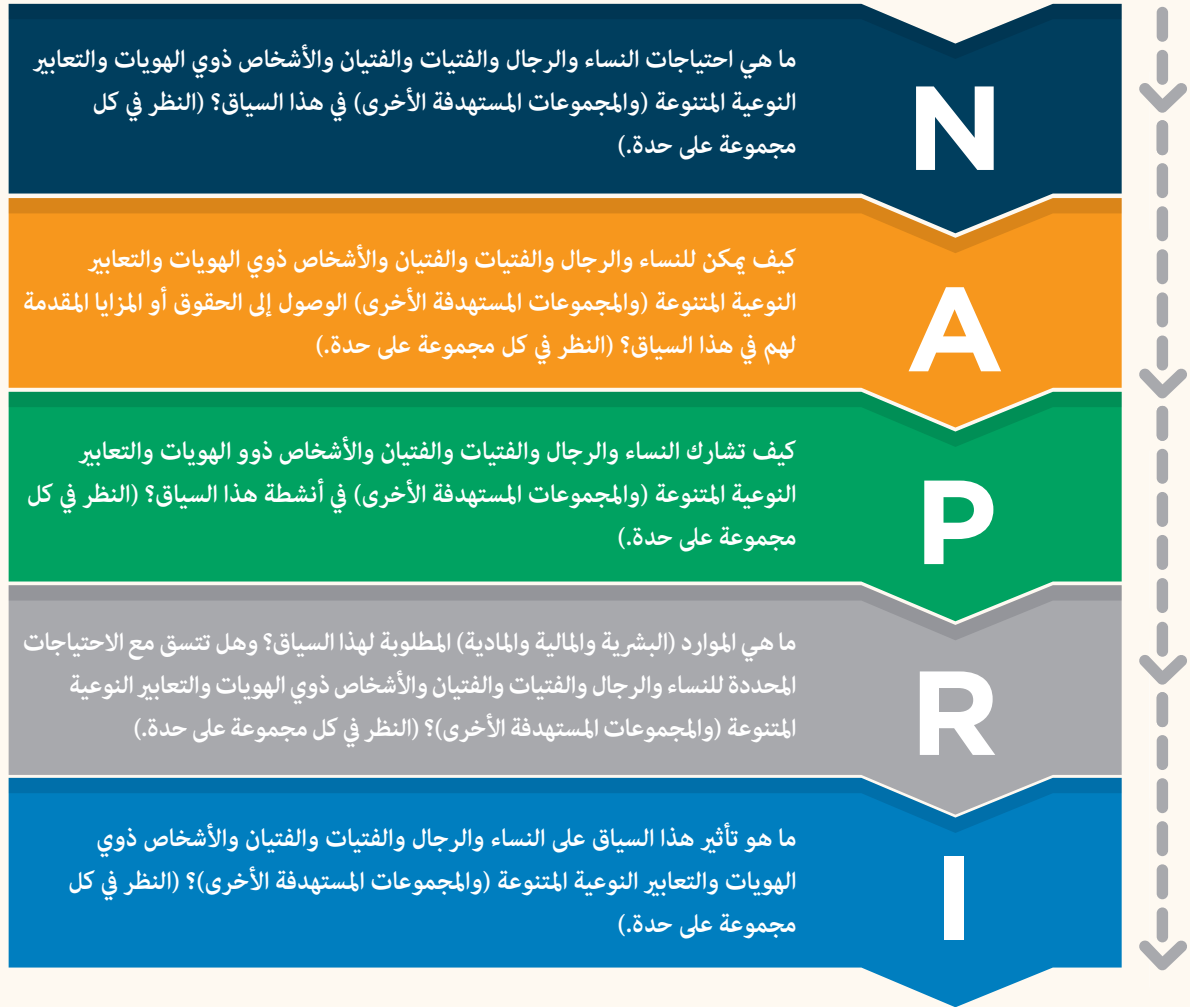 N
ما هي احتياجات النساء والرجال والفتيات والفتيان والأشخاص ذوي الهويات والتعابير
النوعية المتنوعة (والمجموعات المستهدفة الأخرى) في هذا السياق؟ (النظر في كل
مجموعة على حدة.)
A
كيف يمكن للنساء والرجال والفتيات والفتيان والأشخاص ذوي الهويات والتعابير
النوعية المتنوعة (والمجموعات المستهدفة الأخرى) الوصول إلى الحقوق أو المزايا المقدمة
لهم في هذا السياق؟ (النظر في كل مجموعة على حدة.)
P
كيف تشارك النساء والرجال والفتيات والفتيان والأشخاص ذوو الهويات والتعابير
النوعية المتنوعة (والمجموعات المستهدفة الأخرى) في أنشطة هذا السياق؟ (النظر في كل
مجموعة على حدة.)
R
ما هي الموارد (البشرية والمالية والمادية) المطلوبة لهذا السياق؟ وهل تتسق مع الاحتياجات
المحددة للنساء والرجال والفتيات والفتيان والأشخاص ذوي الهويات والتعابير النوعية
المتنوعة (والمجموعات المستهدفة الأخرى)؟ (النظر في كل مجموعة على حدة.)
I
ما هو تأثير هذا السياق على النساء والرجال والفتيات والفتيان والأشخاص ذوي
الهويات والتعابير النوعية المتنوعة (والمجموعات المستهدفة الأخرى)؟ (النظر في كل
مجموعة على حدة.)